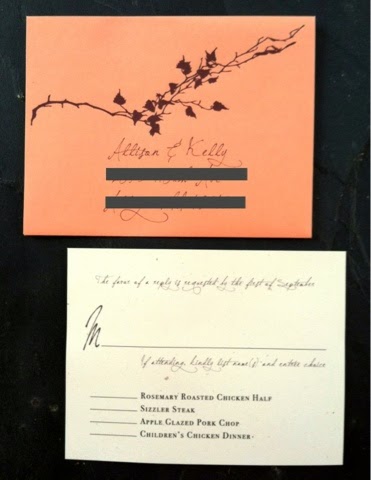 Allison & Kelly
The favor of a reply is requested by the first of September
M
If attending, kindly list name(s) and entrée choice
Rosemary Roasted Chicken Half
Sizzler Steak
Apple Glazed Pork Chop
Children's Chicken Dinner